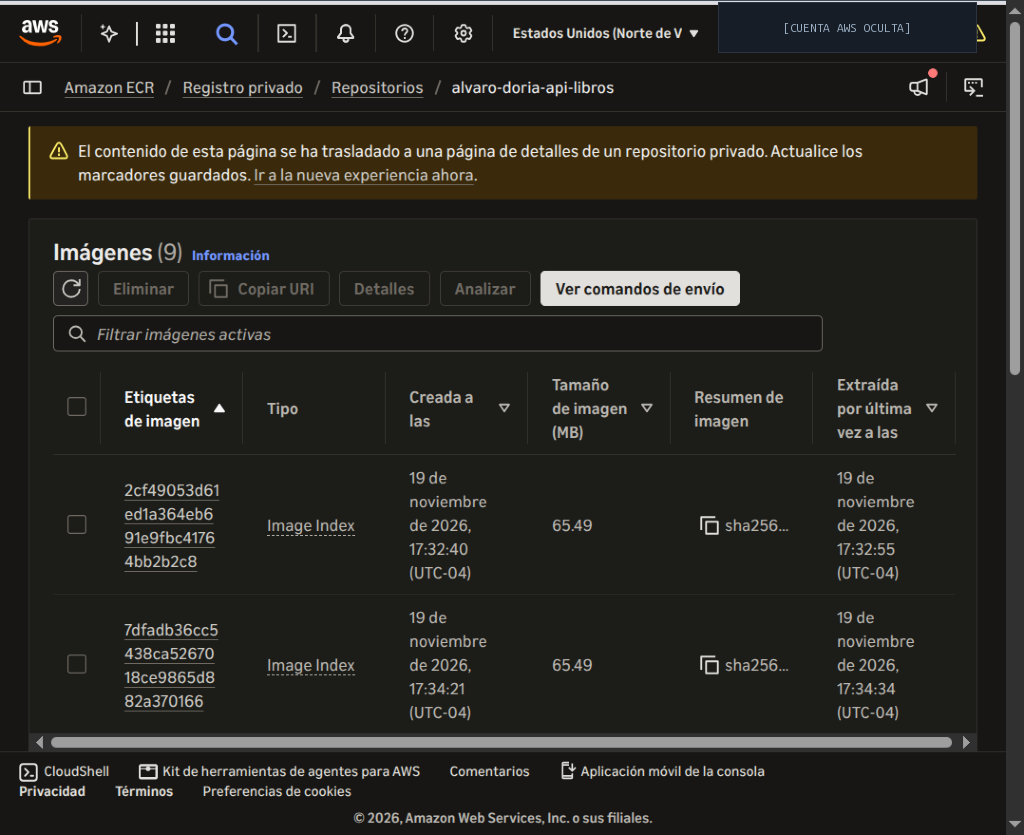 aws
Estados Unidos (Norte de V
[CUENTA AWS OCULTA]
Amazon ECR / Registro privado / Repositorios / alvaro-doria-api-libros
El contenido de esta página se ha trasladado a una página de detalles de un repositorio privado. Actualice los
marcadores guardados. Ir a la nueva experiencia ahora.
Imágenes (9) Información
Eliminar
Copiar URI
Detalles
Analizar
Ver comandos de envío
Filtrar imágenes activas
Etiquetas
de imagen
Tipo
Creada a
las
Tamaño
de imagen
(MB)
Resumen de
imagen
Extraída
por última
vez a las
2cf49053d61
ed1a364eb6
91e9fbc4176
4bb2b2c8
Image Index
19 de
noviembre
de 2026,
17:32:40
(UTC-04)
65.49
sha256...
19 de
noviembre
de 2026,
17:32:55
(UTC-04)
7dfadb36cc5
438ca52670
18ce9865d8
82a370166
Image Index
19 de
noviembre
de 2026,
17:34:21
(UTC-04)
65.49
sha256...
19 de
noviembre
de 2026,
17:34:34
(UTC-04)
CloudShell
Kit de herramientas de agentes para AWS
Comentarios
Aplicación móvil de la consola
Privacidad
Términos
Preferencias de cookies
© 2026, Amazon Web Services, Inc. o sus filiales.